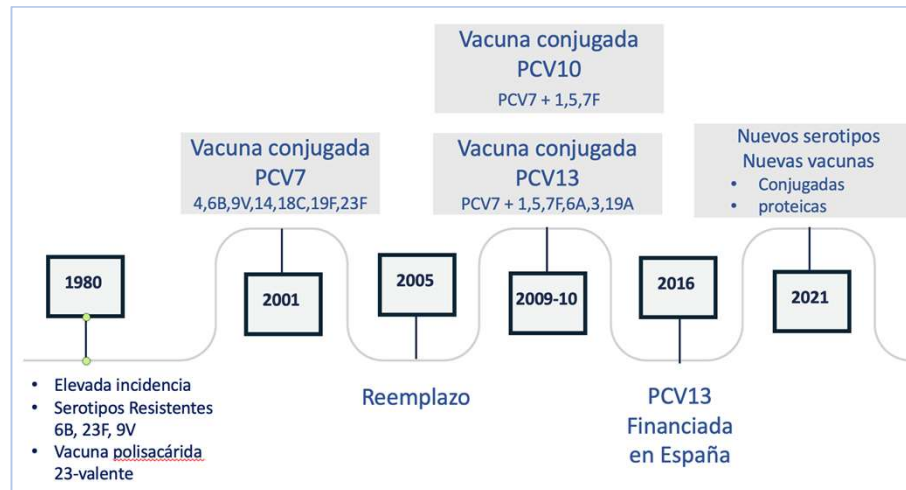 Vacuna conjugada
PCV10
PCV7 + 1,5,7F
Vacuna conjugada
PCV7
4,6B,9V,14,18C,19F,23F
Vacuna conjugada
PCV13
PCV7 + 1,5,7F,6A,3,19A
Nuevos serotipos
Nuevas vacunas
• Conjugadas
• proteicas
1980
2001
2005
2009-10
2016
2021
• Elevada incidencia
• Serotipos Resistentes
6B, 23F, 9V
• Vacuna polisacárida
23-valente
Reemplazo
PCV13
Financiada
en España